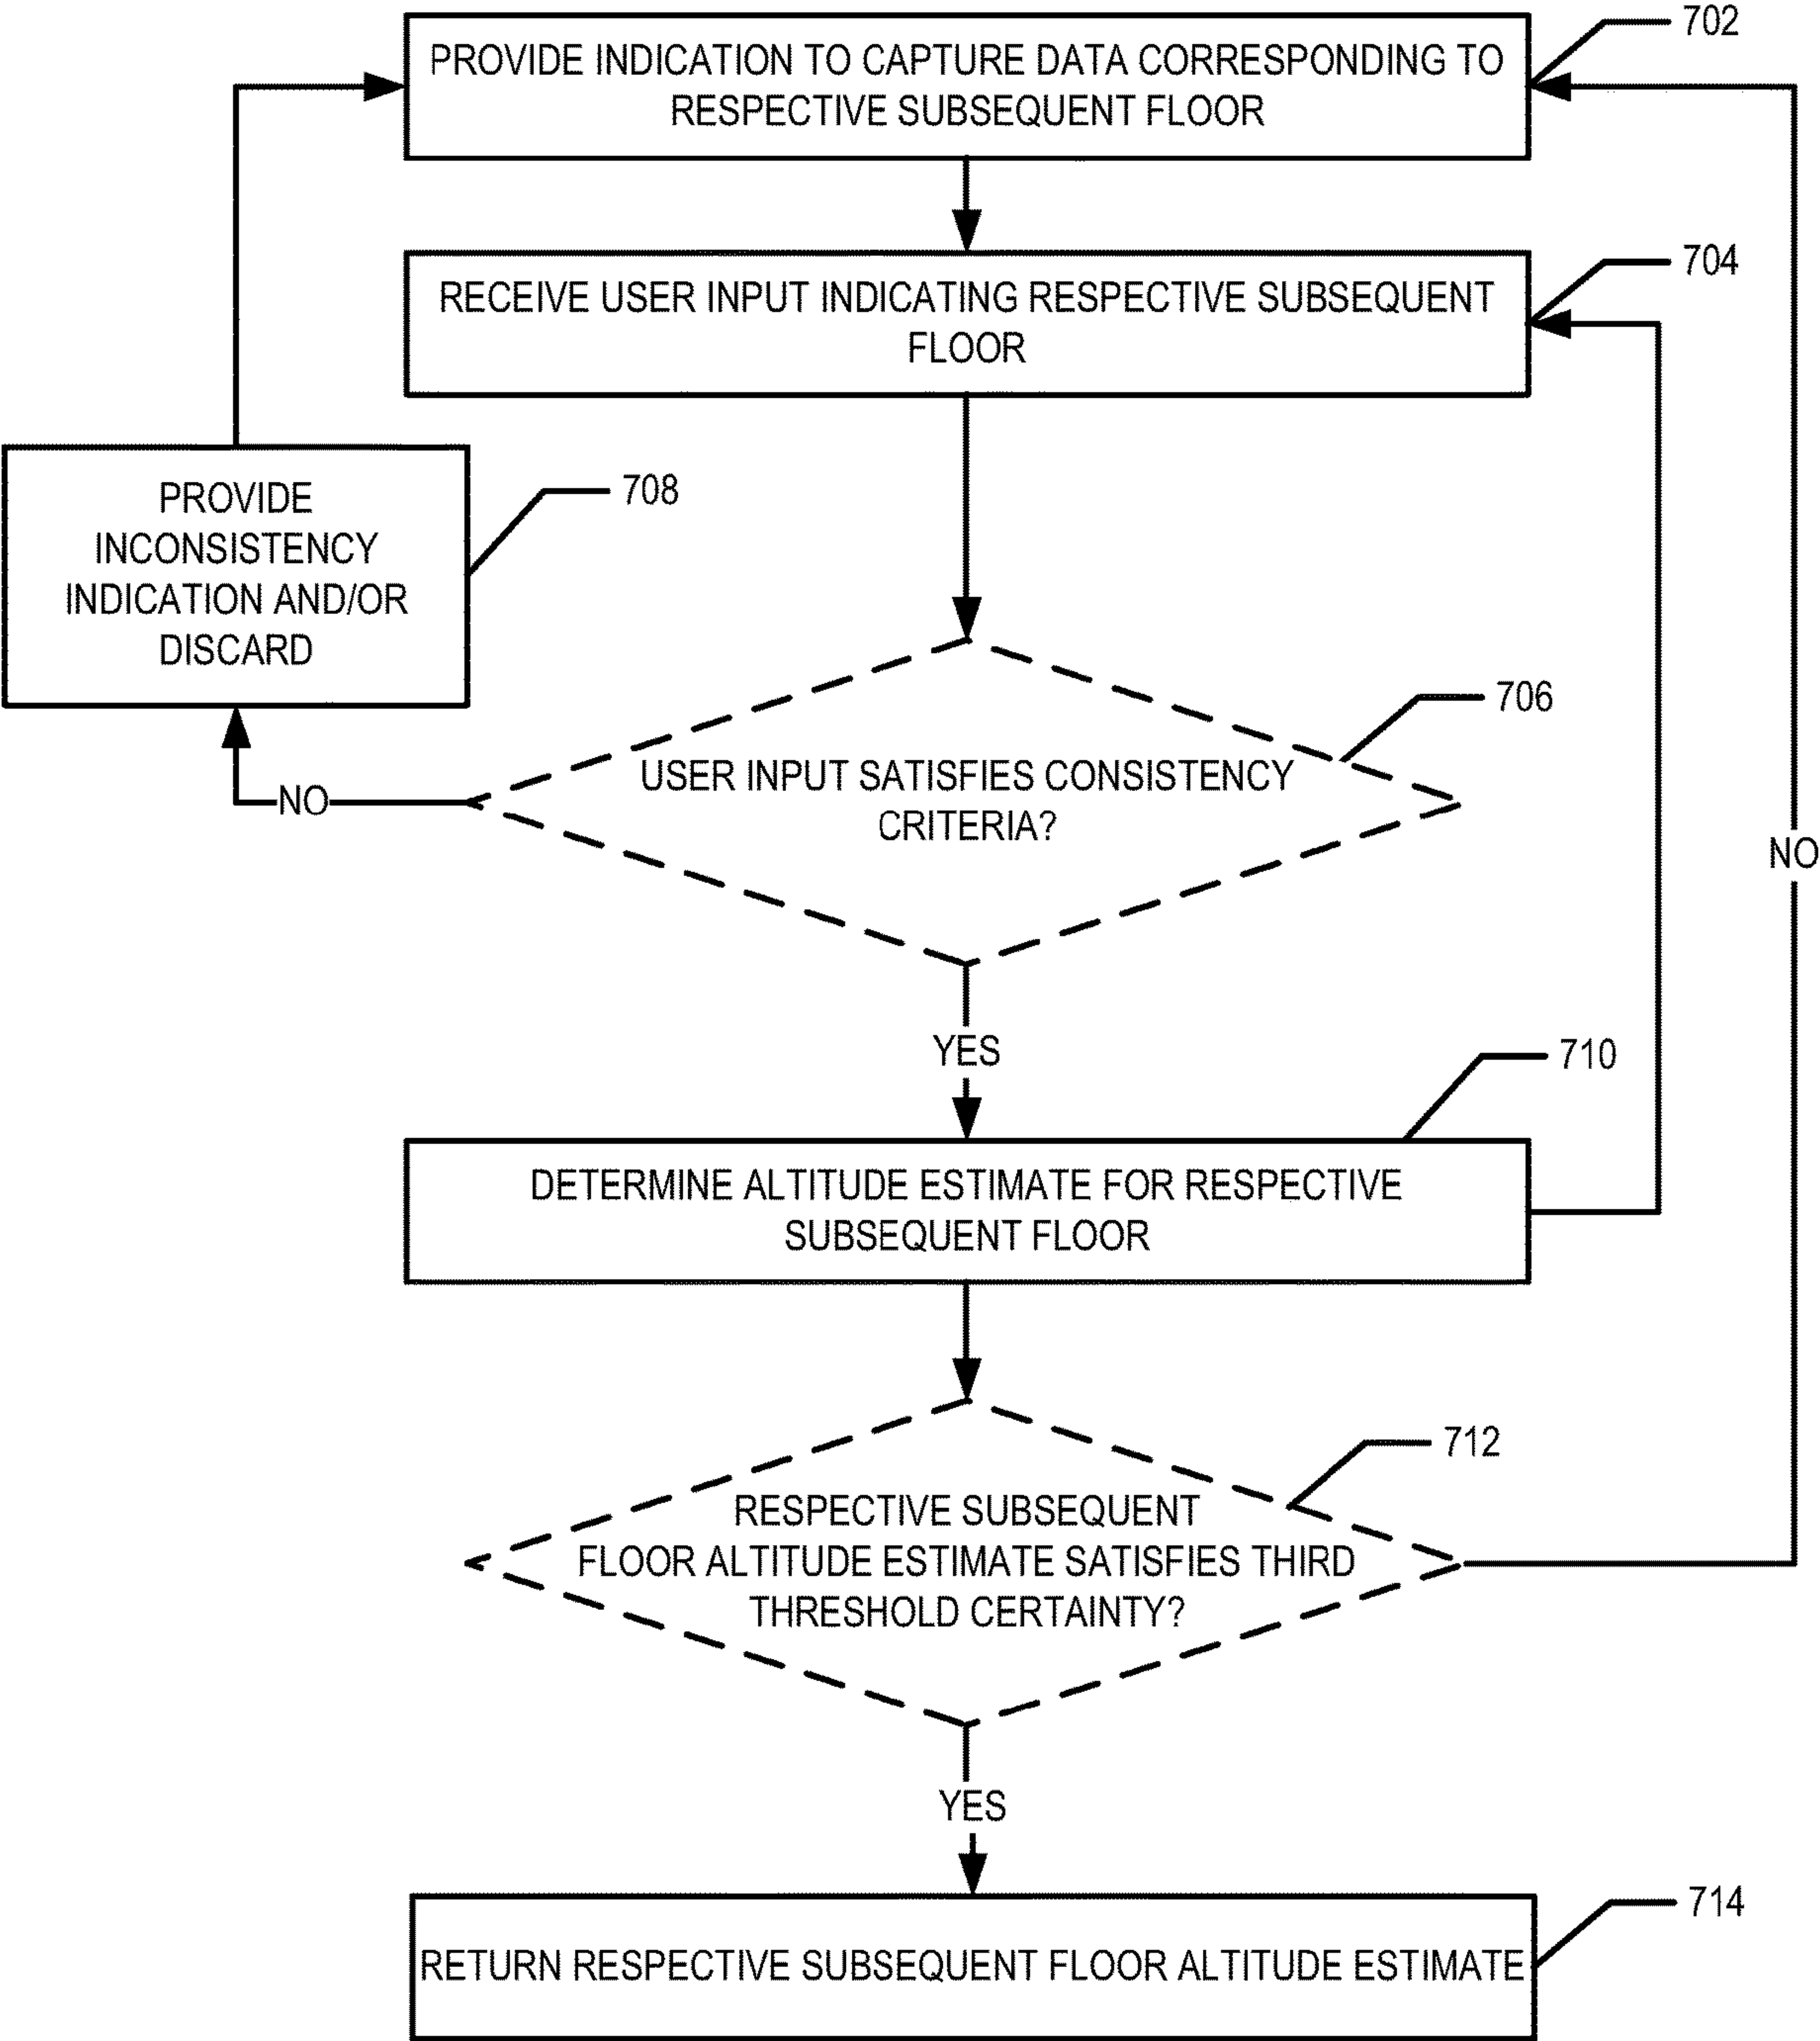 702
PROVIDE INDICATION TO CAPTURE DATA CORRESPONDING TO
RESPECTIVE SUBSEQUENT FLOOR
704
RECEIVE USER INPUT INDICATING RESPECTIVE SUBSEQUENT
FLOOR
708
PROVIDE
INCONSISTENCY
INDICATION AND/OR
DISCARD
706
USER INPUT SATISFIES CONSISTENCY
CRITERIA?
NO
NO
YES
710
DETERMINE ALTITUDE ESTIMATE FOR RESPECTIVE
SUBSEQUENT FLOOR
712
RESPECTIVE SUBSEQUENT
FLOOR ALTITUDE ESTIMATE SATISFIES THIRD
THRESHOLD CERTAINTY?
YES
714
RETURN RESPECTIVE SUBSEQUENT FLOOR ALTITUDE ESTIMATE